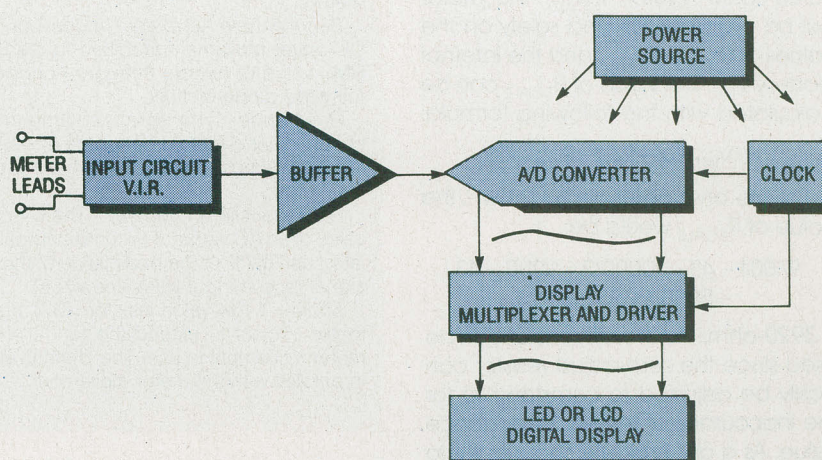 POWER
SOURCE
METER
LEADS
INPUT CIRCUIT
V.I.R.
BUFFER
A/D CONVERTER
CLOCK
DISPLAY
MULTIPLEXER AND DRIVER
LED OR LCD
DIGITAL DISPLAY